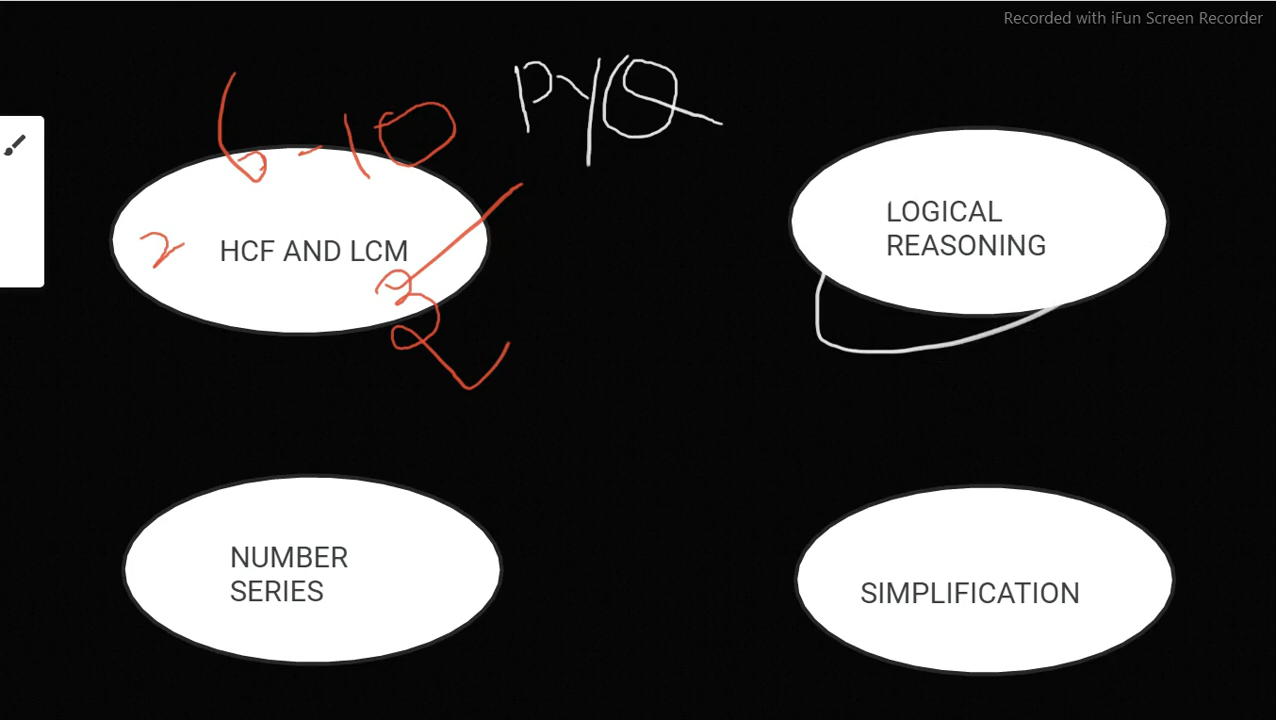 Recorded with iFun Screen Recorder
PYQ
6-10
LOGICAL
REASONING
2
HCF AND LCM
NUMBER
SERIES
SIMPLIFICATION